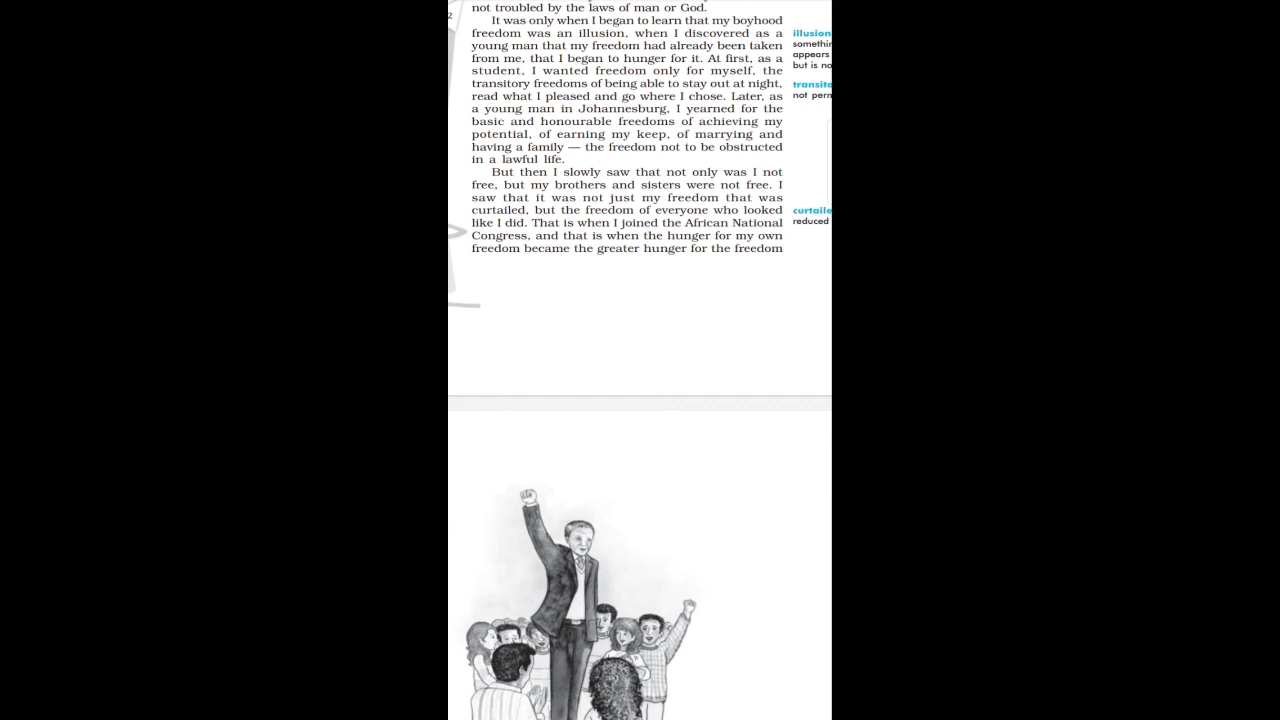 2
not troubled by the laws of man or God.
It was only when I began to learn that my boyhood
freedom was an illusion, when I discovered as a
young man that my freedom had already been taken
from me, that I began to hunger for it. At first, as a
student, I wanted freedom only for myself, the
transitory freedoms of being able to stay out at night,
read what I pleased and go where I chose. Later, as
a young man in Johannesburg, I yearned for the
basic and honourable freedoms of achieving my
potential, of earning my keep, of marrying and
having a family — the freedom not to be obstructed
in a lawful life.
But then I slowly saw that not only was I not
free, but my brothers and sisters were not free. I
saw that it was not just my freedom that was
curtailed, but the freedom of everyone who looked
like I did. That is when I joined the African National
Congress, and that is when the hunger for my own
freedom became the greater hunger for the freedom
illusion
somethin
appears
but is no
transito
not perm
curtaile
reduced